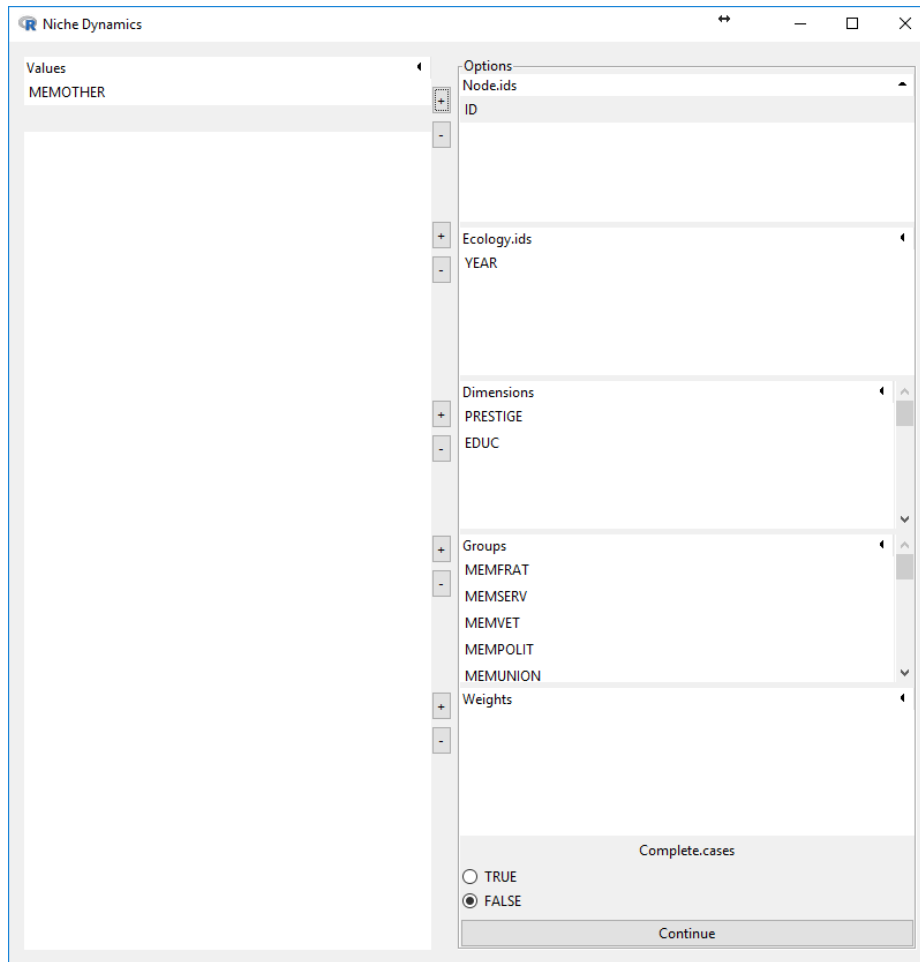 Niche Dynamics
Values
MEMOTHER
+
-
+
-
+
-
+
-
+
-
Options
Node.ids
ID
Ecology.ids
YEAR
Dimensions
PRESTIGE
EDUC
Groups
MEMFRAT
MEMSERV
MEMVET
MEMPOLIT
MEMUNION
Weights
Complete.cases
TRUE
FALSE
Continue